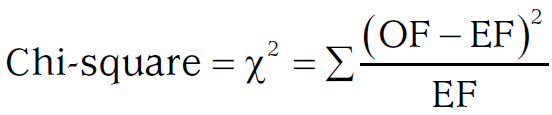 Chi-square = χ² = ∑ (OF – EF)² / EF